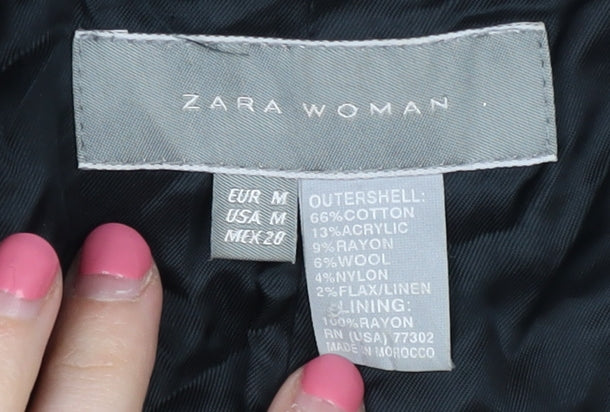 ZARA WOMAN
EUR M
USA M
MEX 28
OUTERSHELL:
66%COTTON
13%ACRYLIC
9%RAYON
6%WOOL
4%NYLON
2%FLAX/LINEN
LINING:
100%RAYON
RN (USA) 77302
MADE IN MOROCCO